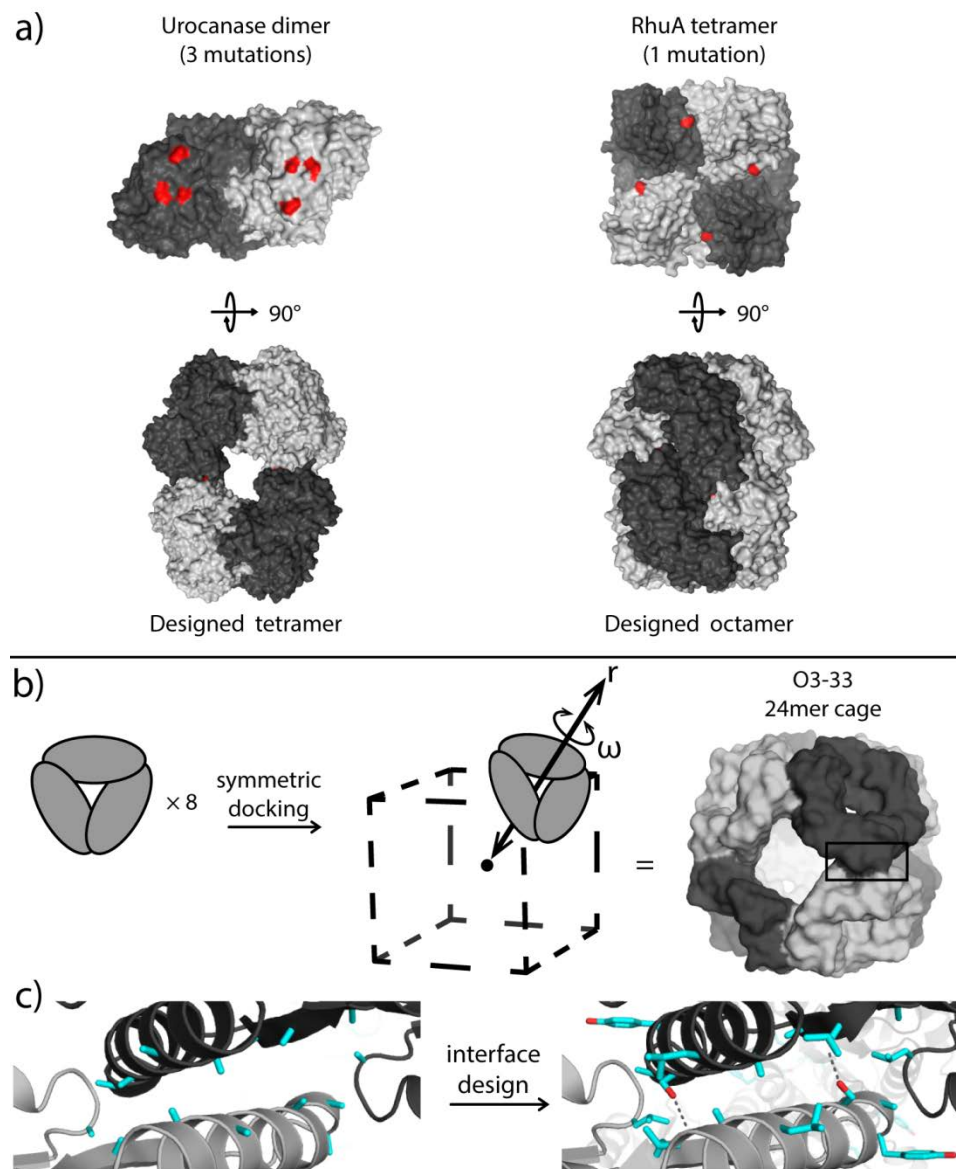 a)
Urocanase dimer
(3 mutations)
RhuA tetramer
(1 mutation)
90°
90°
Designed tetramer
Designed octamer
b)
× 8
symmetric
docking
r
ω
=
O3-33
24mer cage
c)
interface
design